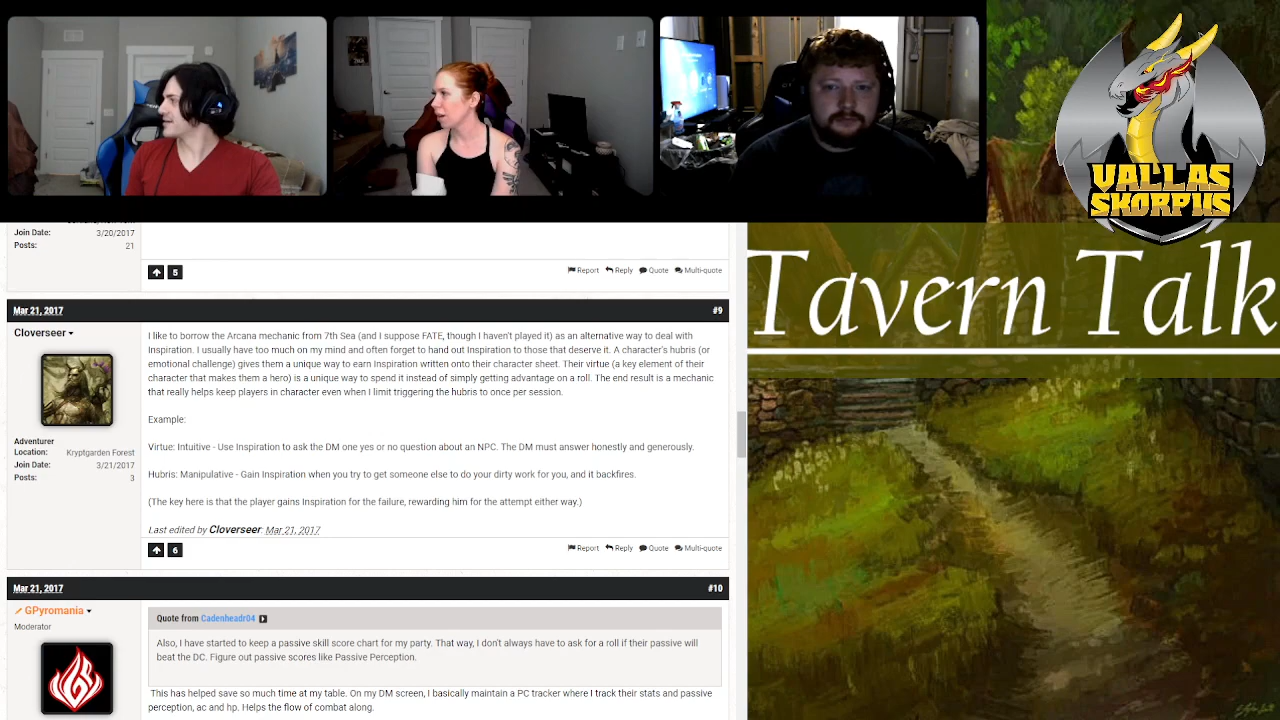 VALLAS
SKORPUS
Tavern Talk
Join Date: 3/20/2017
Posts: 21
5
Report Reply Quote Multi-quote
Mar 21, 2017 #9
Cloverseer
I like to borrow the Arcana mechanic from 7th Sea (and I suppose FATE, though I haven't played it) as an alternative way to deal with
Inspiration. I usually have too much on my mind and often forget to hand out Inspiration to those that deserve it. A character's hubris (or
emotional challenge) gives them a unique way to earn Inspiration written onto their character sheet. Their virtue (a key element of their
character that makes them a hero) is a unique way to spend it instead of simply getting advantage on a roll. The end result is a mechanic
that really helps keep players in character even when I limit triggering the hubris to once per session.
Example:
Virtue: Intuitive - Use Inspiration to ask the DM one yes or no question about an NPC. The DM must answer honestly and generously.
Hubris: Manipulative - Gain Inspiration when you try to get someone else to do your dirty work for you, and it backfires.
(The key here is that the player gains Inspiration for the failure, rewarding him for the attempt either way.)
Last edited by Cloverseer: Mar 21, 2017
Adventurer
Location: Kryptgarden Forest
Join Date: 3/21/2017
Posts: 3
6
Report Reply Quote Multi-quote
Mar 21, 2017 #10
GPyromania
Moderator
Quote from Cadenheadr04
Also, I have started to keep a passive skill score chart for my party. That way, I don't always have to ask for a roll if their passive will
beat the DC. Figure out passive scores like Passive Perception.
This has helped save so much time at my table. On my DM screen, I basically maintain a PC tracker where I track their stats and passive
perception, ac and hp. Helps the flow of combat along.